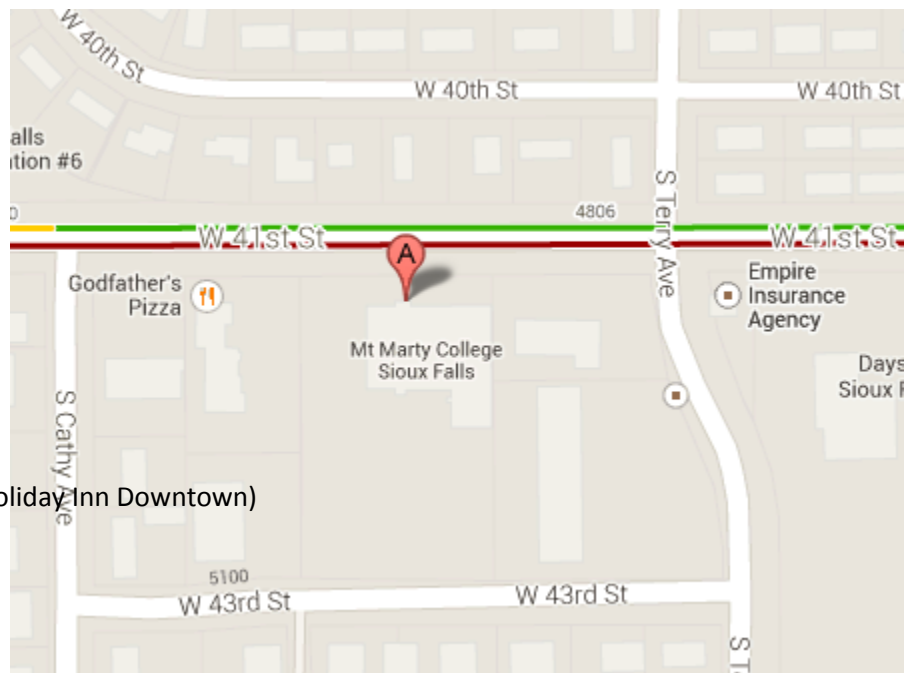 W 40th St
W 40th St
W 40th St
alls
tion #6
S Terry Ave
4806
W 41st St
W 41st St
A
Godfather's
Pizza
Empire
Insurance
Agency
Mt Marty College
Sioux Falls
Days
Sioux F
S Cathy Ave
oliday Inn Downtown)
5100
W 43rd St
W 43rd St
S T